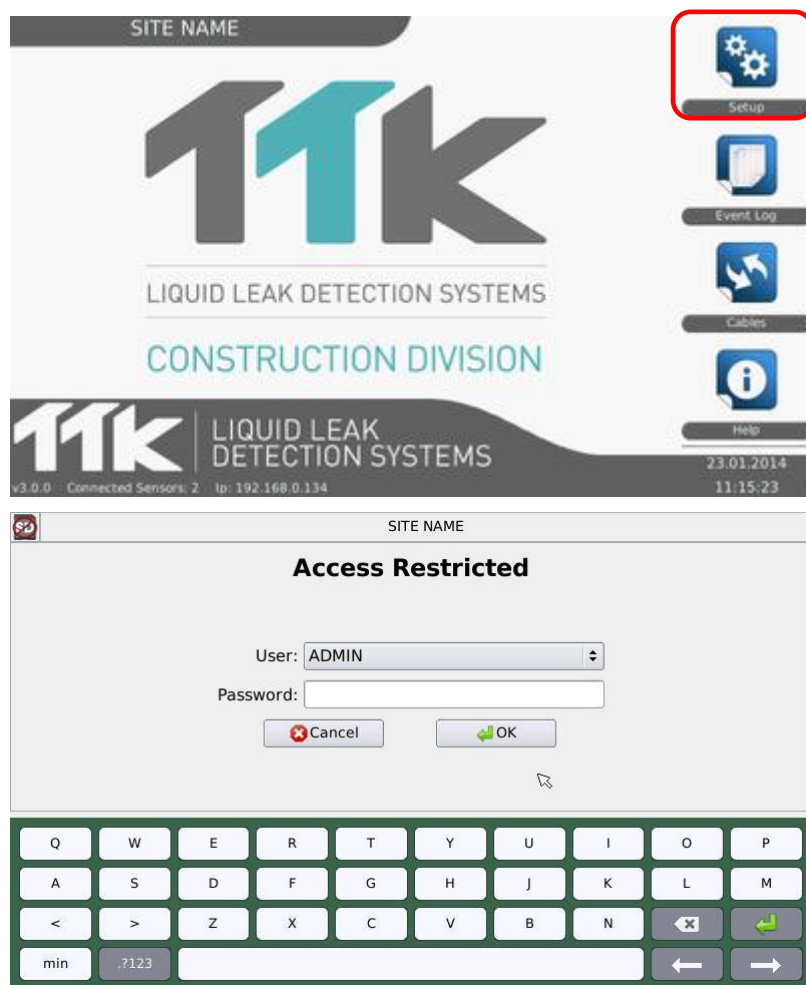 SITE NAME
Setup
TTK
Event Log
LIQUID LEAK DETECTION SYSTEMS
Cables
CONSTRUCTION DIVISION
Help
TTK
LIQUID LEAK
DETECTION SYSTEMS
v3.0.0 Connected Sensors: 2 Ip: 192.168.0.134
23.01.2014
11:15:23
SITE NAME
Access Restricted
User: ADMIN
Password:
Cancel OK
Q W E R T Y U I O P
A S D F G H J K L M
< > Z X C V B N
min .?123